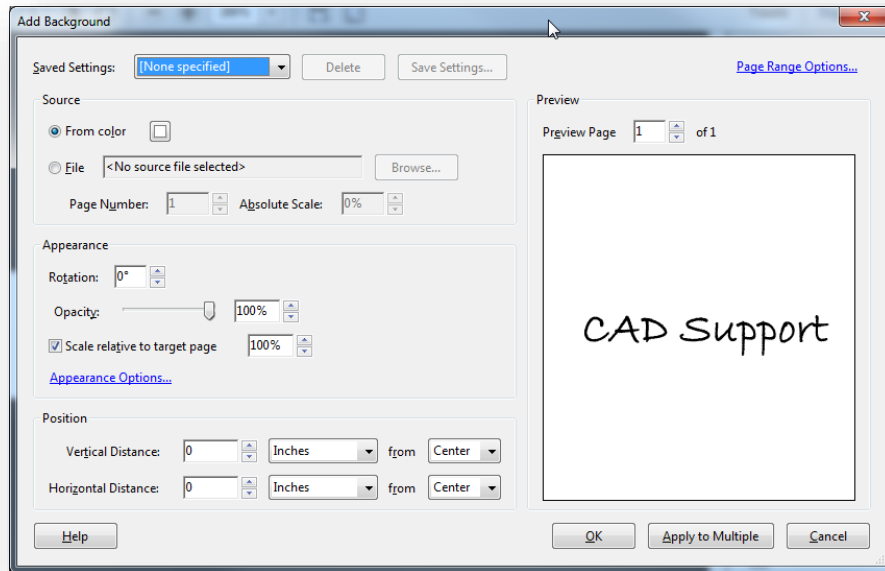 Add Background
Saved Settings: [None specified] Delete Save Settings... Page Range Options...
Source
From color
File <No source file selected> Browse...
Page Number: 1 Absolute Scale: 0%
Appearance
Rotation: 0°
Opacity: 100%
Scale relative to target page 100%
Appearance Options...
Position
Vertical Distance: 0 Inches from Center
Horizontal Distance: 0 Inches from Center
Preview
Preview Page 1 of 1
CAD Support
Help OK Apply to Multiple Cancel